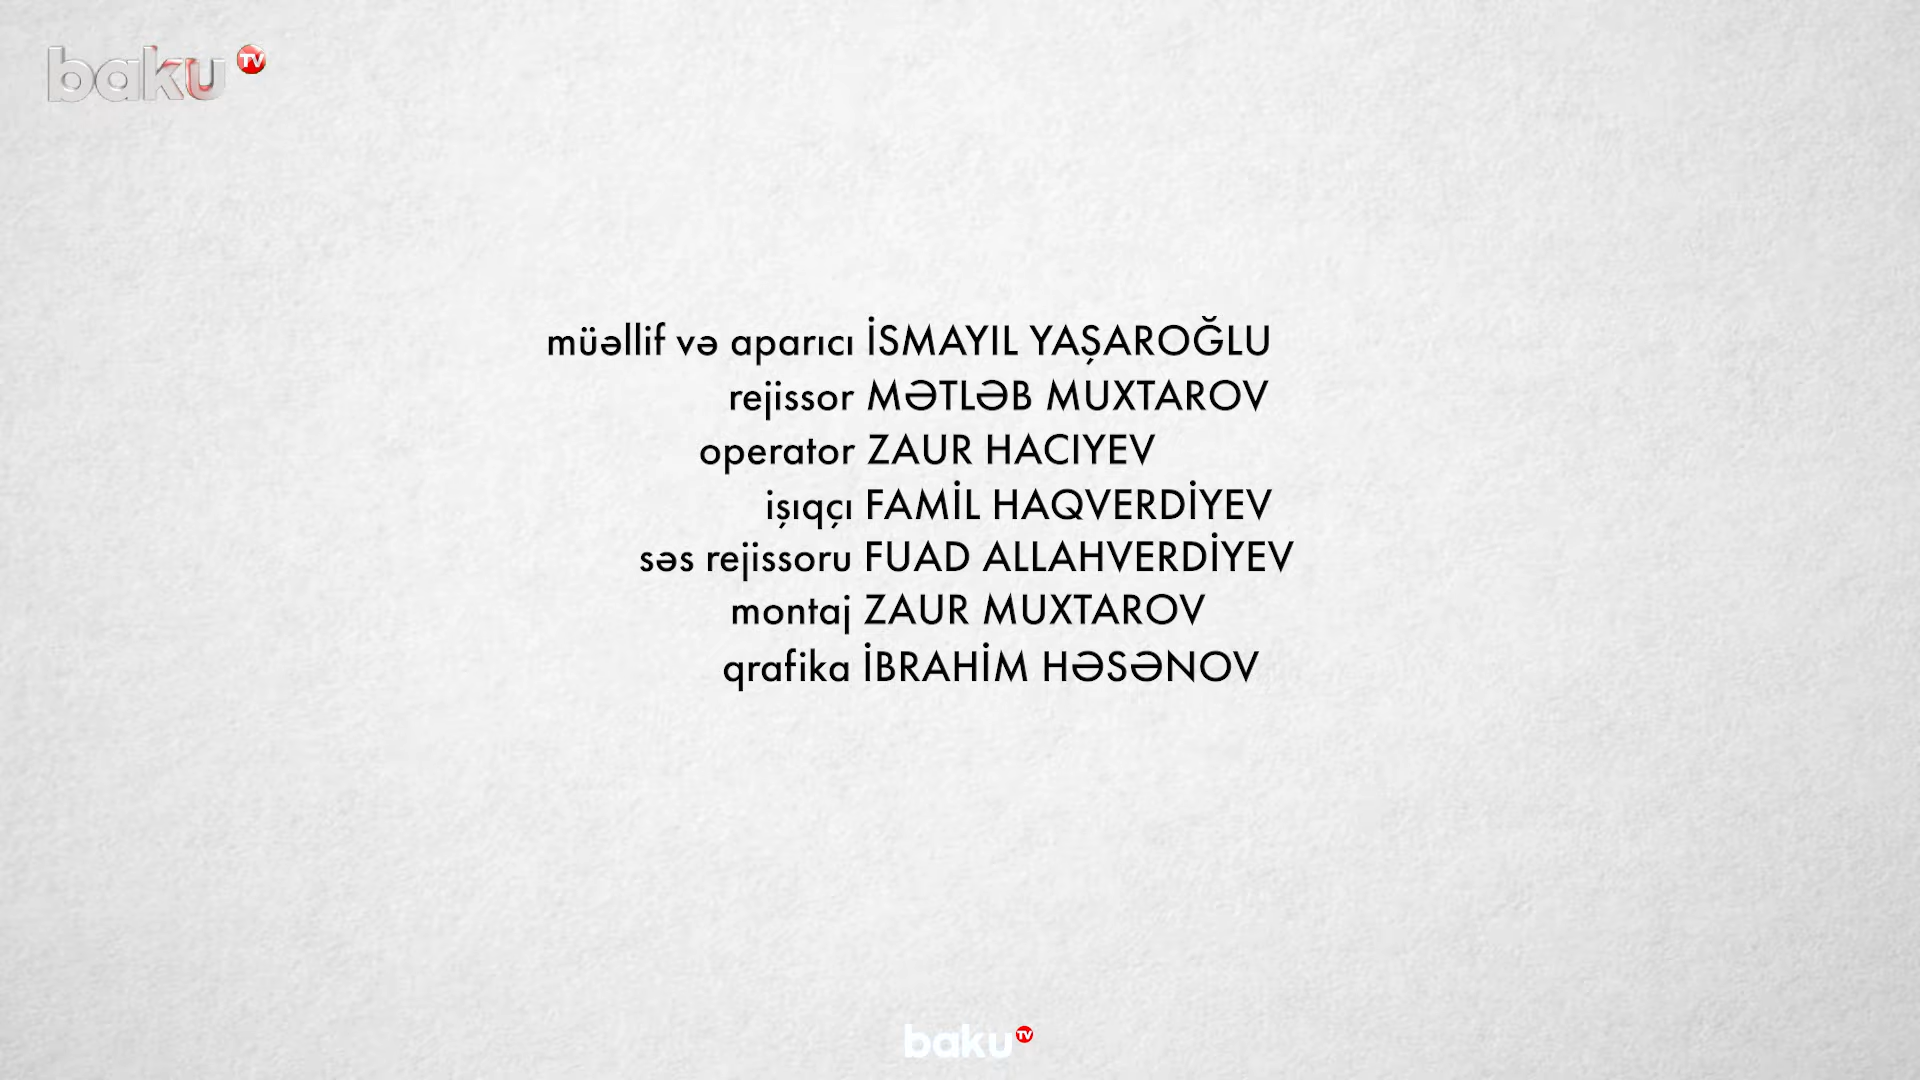 baku TV
müəllif və aparıcı İSMAYIL YAŞAROĞLU
rejissor MƏTLƏB MUXTAROV
operator ZAUR HACIYEV
işıqçı FAMİL HAQVERDİYEV
səs rejissoru FUAD ALLAHVERDİYEV
montaj ZAUR MUXTAROV
qrafika İBRAHİM HƏSƏNOV
baku TV